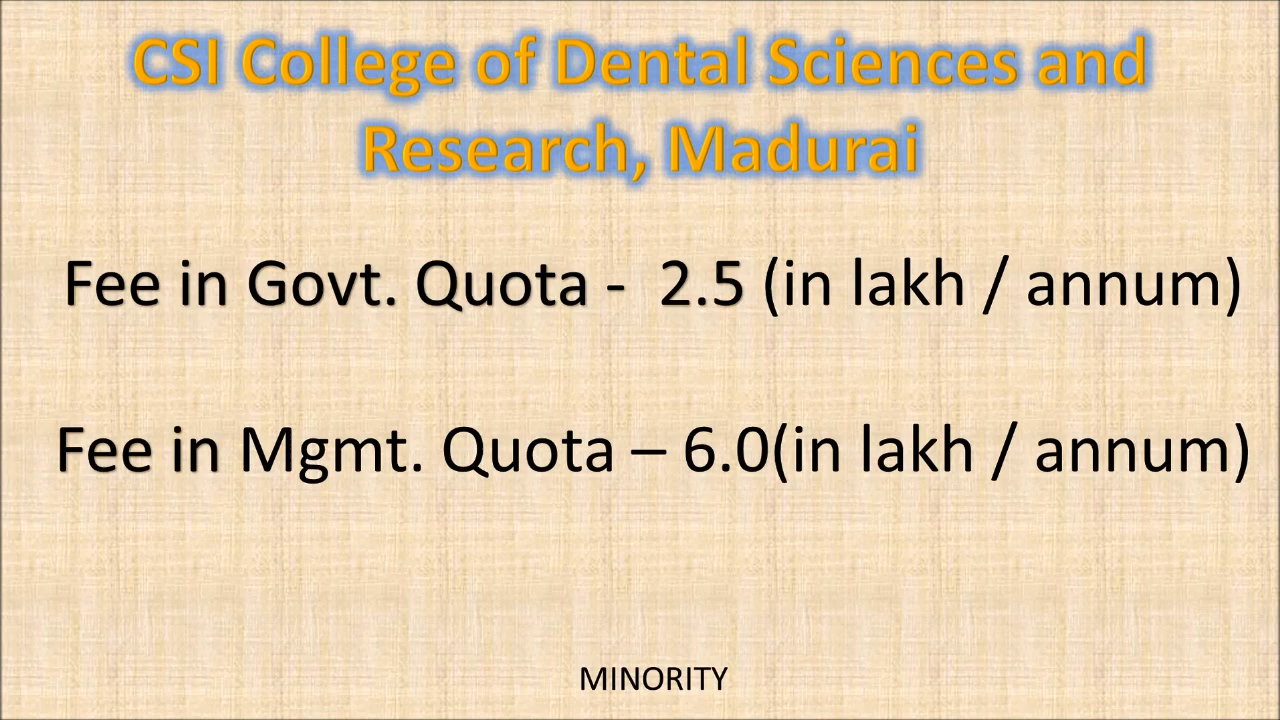 CSI College of Dental Sciences and
Research, Madurai
Fee in Govt. Quota -  2.5 (in lakh / annum)
Fee in Mgmt. Quota – 6.0(in lakh / annum)
MINORITY